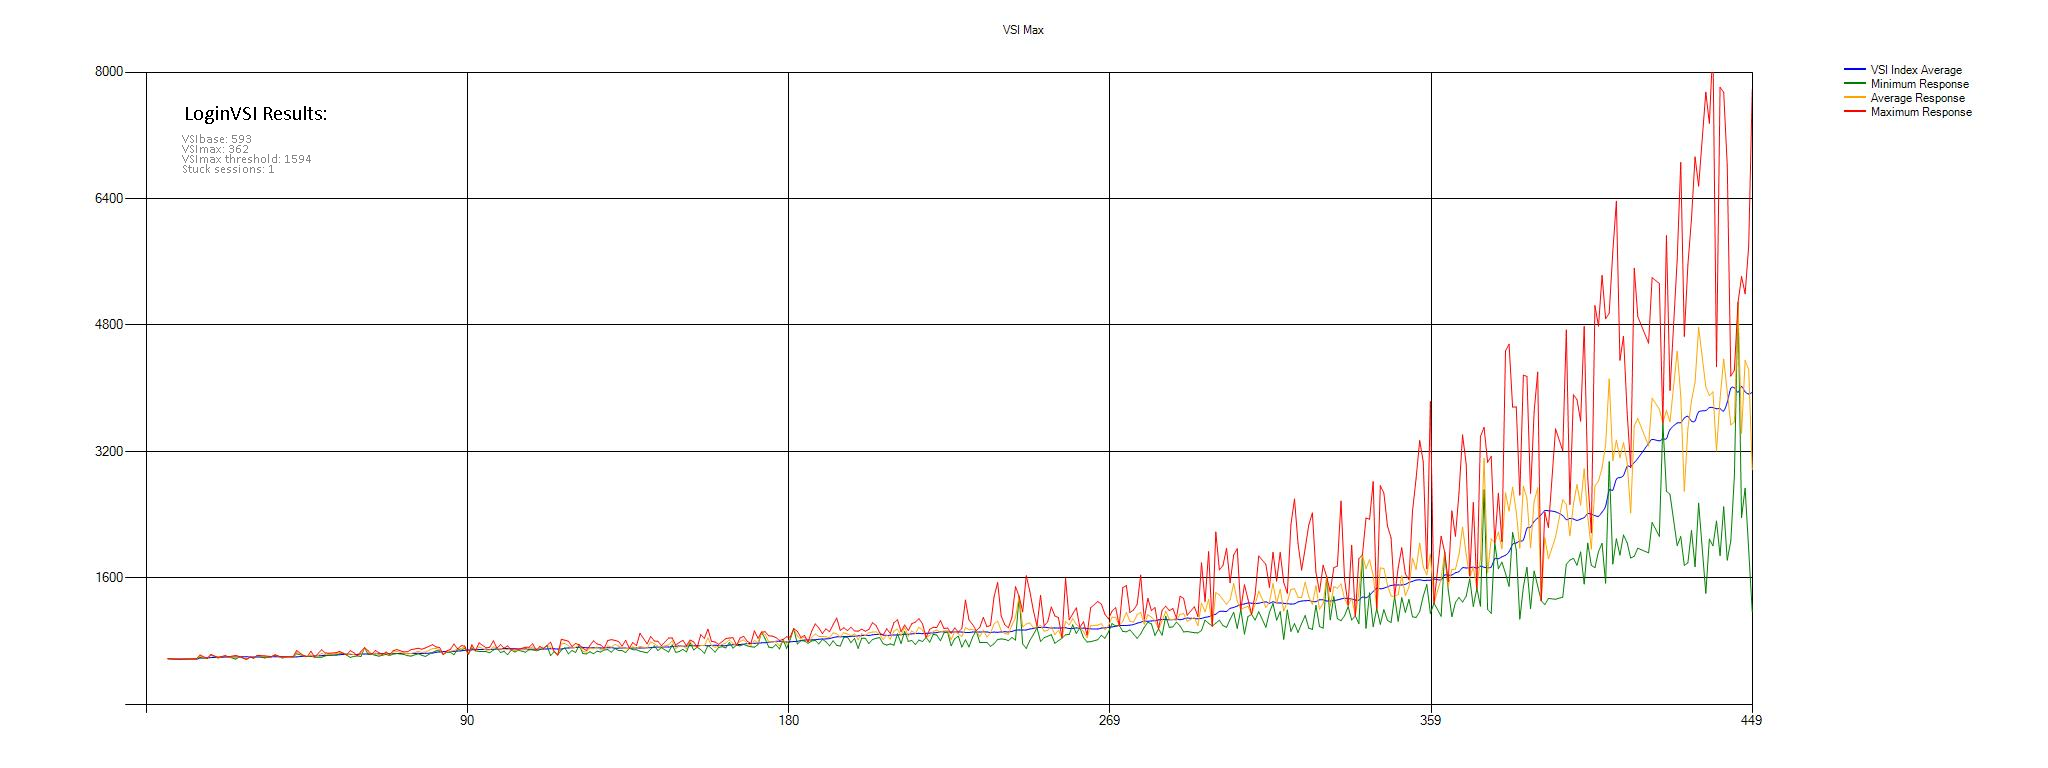 VSI Max
8000
6400
4800
3200
1600
90
180
269
359
449
LoginVSI Results:
VSIbase: 593
VSImax: 362
VSImax threshold: 1594
Stuck sessions: 1
VSI Index Average
Minimum Response
Average Response
Maximum Response